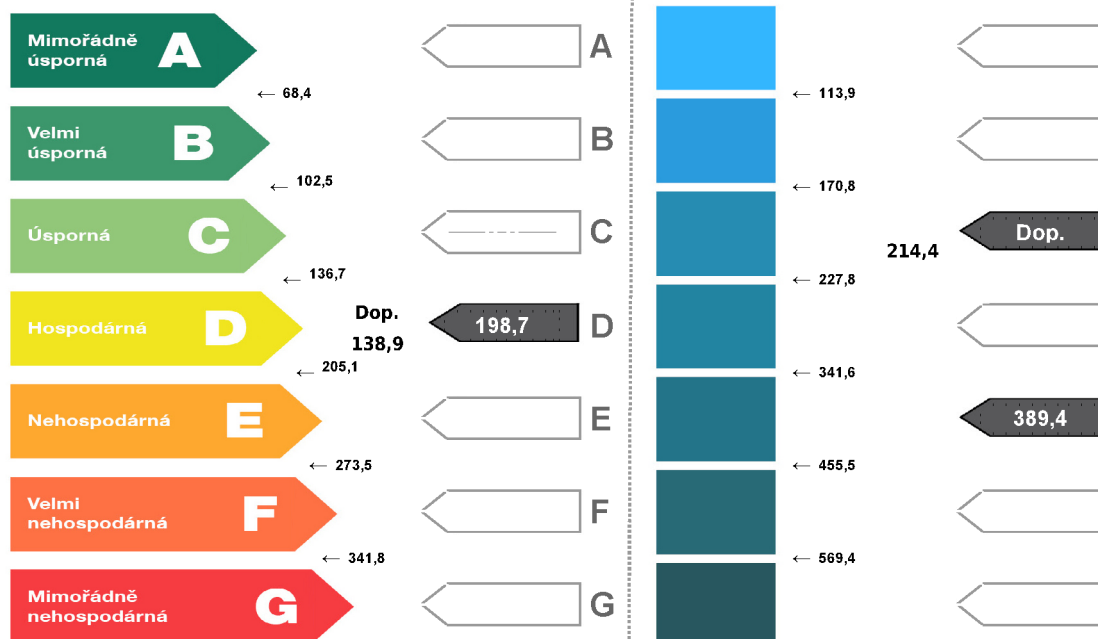 Mimořádně
úsporná
A
A
68,4
113,9
Velmi
úsporná
B
B
102,5
170,8
Úsporná
C
C
Dop.
214,4
136,7
227,8
Hospodárná
D
Dop.
138,9
198,7
D
205,1
341,6
Nehospodárná
E
E
389,4
273,5
455,5
Velmi
nehospodárná
F
F
341,8
569,4
Mimořádně
nehospodárná
G
G